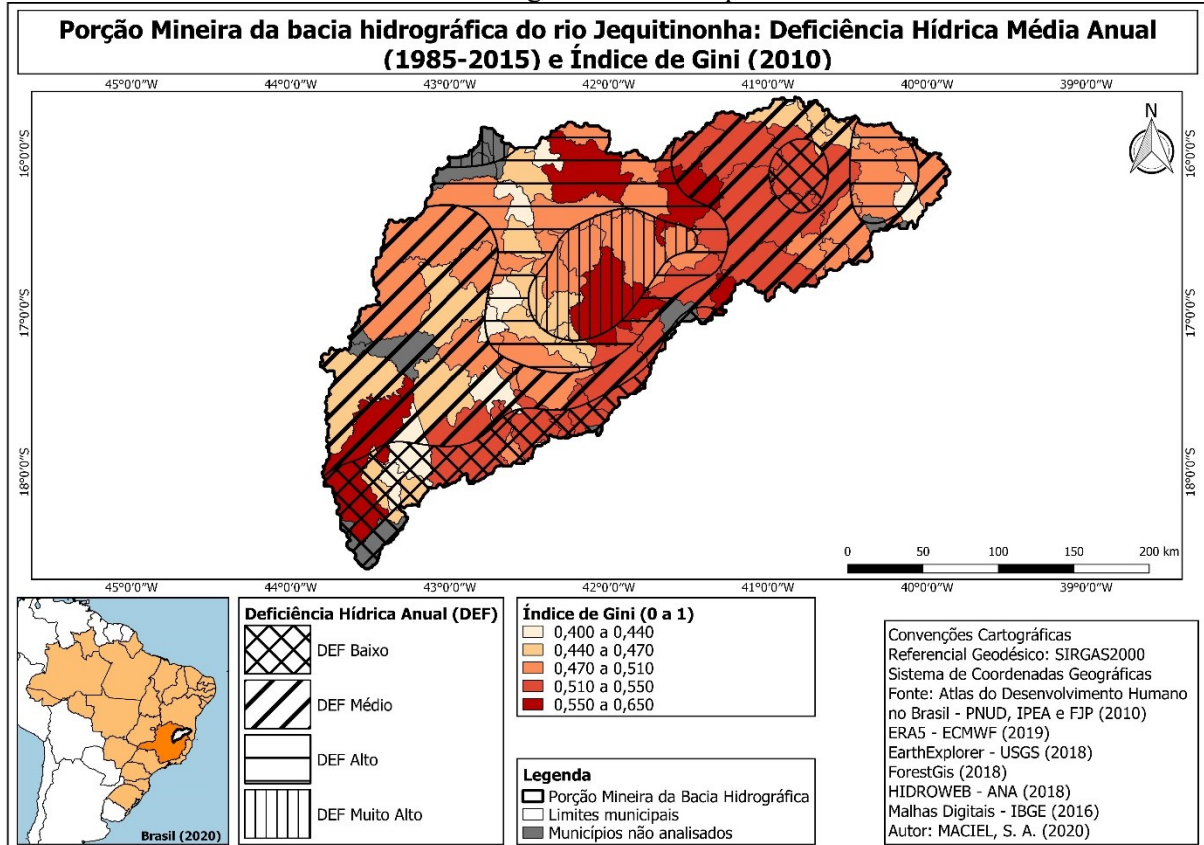 Porção Mineira da bacia hidrográfica do rio Jequitinonha: Deficiência Hídrica Média Anual
(1985-2015) e Índice de Gini (2010)
45°0'0"W 44°0'0"W 43°0'0"W 42°0'0"W 41°0'0"W 40°0'0"W 39°0'0"W
N
16°0'0"S 16°0'0"S
17°0'0"S 17°0'0"S
18°0'0"S 18°0'0"S
0 50 100 150 200 km
45°0'0"W 44°0'0"W 43°0'0"W 42°0'0"W 41°0'0"W 40°0'0"W 39°0'0"W
Brasil (2020)
Deficiência Hídrica Anual (DEF)
DEF Baixo
DEF Médio
DEF Alto
DEF Muito Alto
Índice de Gini (0 a 1)
0,400 a 0,440
0,440 a 0,470
0,470 a 0,510
0,510 a 0,550
0,550 a 0,650
Legenda
Porção Mineira da Bacia Hidrográfica
Limites municipais
Municípios não analisados
Convenções Cartográficas
Referencial Geodésico: SIRGAS2000
Sistema de Coordenadas Geográficas
Fonte: Atlas do Desenvolvimento Humano
no Brasil - PNUD, IPEA e FJP (2010)
ERA5 - ECMWF (2019)
EarthExplorer - USGS (2018)
ForestGis (2018)
HIDROWEB - ANA (2018)
Malhas Digitais - IBGE (2016)
Autor: MACIEL, S. A. (2020)